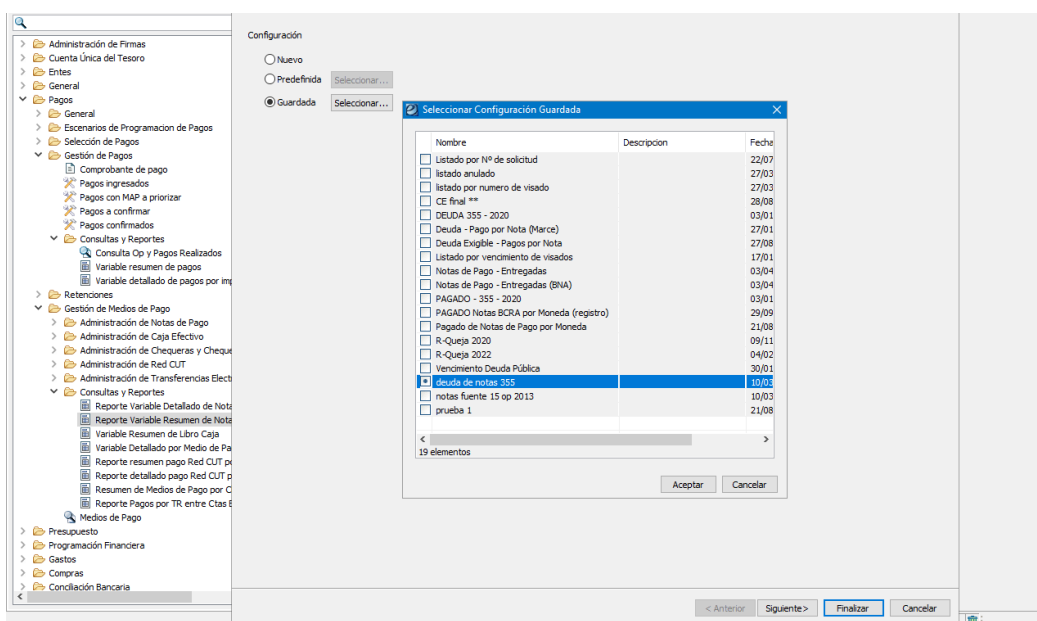 Administración de Firmas
Cuenta Única del Tesoro
Entes
General
Pagos
General
Escenarios de Programacion de Pagos
Selección de Pagos
Gestión de Pagos
Comprobante de pago
Pagos ingresados
Pagos con MAP a priorizar
Pagos a confirmar
Pagos confirmados
Consultas y Reportes
Consulta Op y Pagos Realizados
Variable resumen de pagos
Variable detallado de pagos por imp
Retenciones
Gestión de Medios de Pago
Administración de Notas de Pago
Administración de Caja Efectivo
Administración de Chequeras y Cheque
Administración de Red CUT
Administración de Transferencias Elect
Consultas y Reportes
Reporte Variable Detallado de Nota
Reporte Variable Resumen de Nota
Variable Resumen de Libro Caja
Variable Detallado por Medio de Pa
Reporte resumen pago Red CUT po
Reporte detallado pago Red CUT p
Resumen de Medios de Pago por C
Reporte Pagos por TR entre Ctas B
Medios de Pago
Presupuesto
Programación Financiera
Gastos
Compras
Conciliación Bancaria
Configuración
Nuevo
Predefinida Seleccionar...
Guardada Seleccionar...
Seleccionar Configuración Guardada
Nombre Descripcion Fecha
Listado por Nº de solicitud 22/07
listado anulado 27/03
listado por numero de visado 27/03
CE final ** 28/08
DEUDA 355 - 2020 03/01
Deuda - Pago por Nota (Marce) 27/01
Deuda Exigible - Pagos por Nota 27/08
Listado por vencimiento de visados 17/01
Notas de Pago - Entregadas 03/04
Notas de Pago - Entregadas (BNA) 03/04
PAGADO - 355 - 2020 03/01
PAGADO Notas BCRA por Moneda (registro) 29/09
Pagado de Notas de Pago por Moneda 21/08
R-Queja 2020 09/11
R-Queja 2022 04/02
Vencimiento Deuda Pública 30/01
deuda de notas 355 10/03
notas fuente 15 op 2013 10/03
prueba 1 21/08
19 elementos
Aceptar Cancelar
< Anterior Siguiente > Finalizar Cancelar